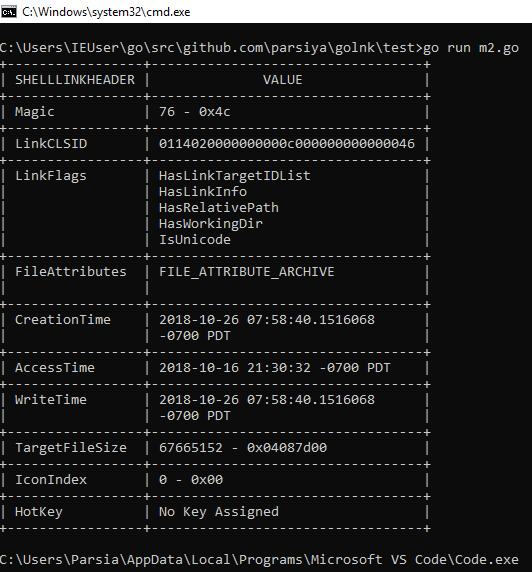 C:\Windows\system32\cmd.exe
C:\Users\IEUser\go\src\github.com\parsiya\golnk\test>go run m2.go
+-----------------+----------------------------------+
| SHELLLINKHEADER |              VALUE               |
+-----------------+----------------------------------+
| Magic           | 76 - 0x4c                        |
+-----------------+----------------------------------+
| LinkCLSID       | 0114020000000000c000000000000046 |
+-----------------+----------------------------------+
| LinkFlags       | HasLinkTargetIDList              |
|                 | HasLinkInfo                      |
|                 | HasRelativePath                  |
|                 | HasWorkingDir                    |
|                 | IsUnicode                        |
+-----------------+----------------------------------+
| FileAttributes  | FILE_ATTRIBUTE_ARCHIVE           |
|                 |                                  |
+-----------------+----------------------------------+
| CreationTime    | 2018-10-26 07:58:40.1516068      |
|                 | -0700 PDT                        |
+-----------------+----------------------------------+
| AccessTime      | 2018-10-16 21:30:32 -0700 PDT    |
+-----------------+----------------------------------+
| WriteTime       | 2018-10-26 07:58:40.1516068      |
|                 | -0700 PDT                        |
+-----------------+----------------------------------+
| TargetFileSize  | 67665152 - 0x04087d00            |
+-----------------+----------------------------------+
| IconIndex       | 0 - 0x00                         |
+-----------------+----------------------------------+
| HotKey          | No Key Assigned                  |
+-----------------+----------------------------------+
C:\Users\Parsia\AppData\Local\Programs\Microsoft VS Code\Code.exe